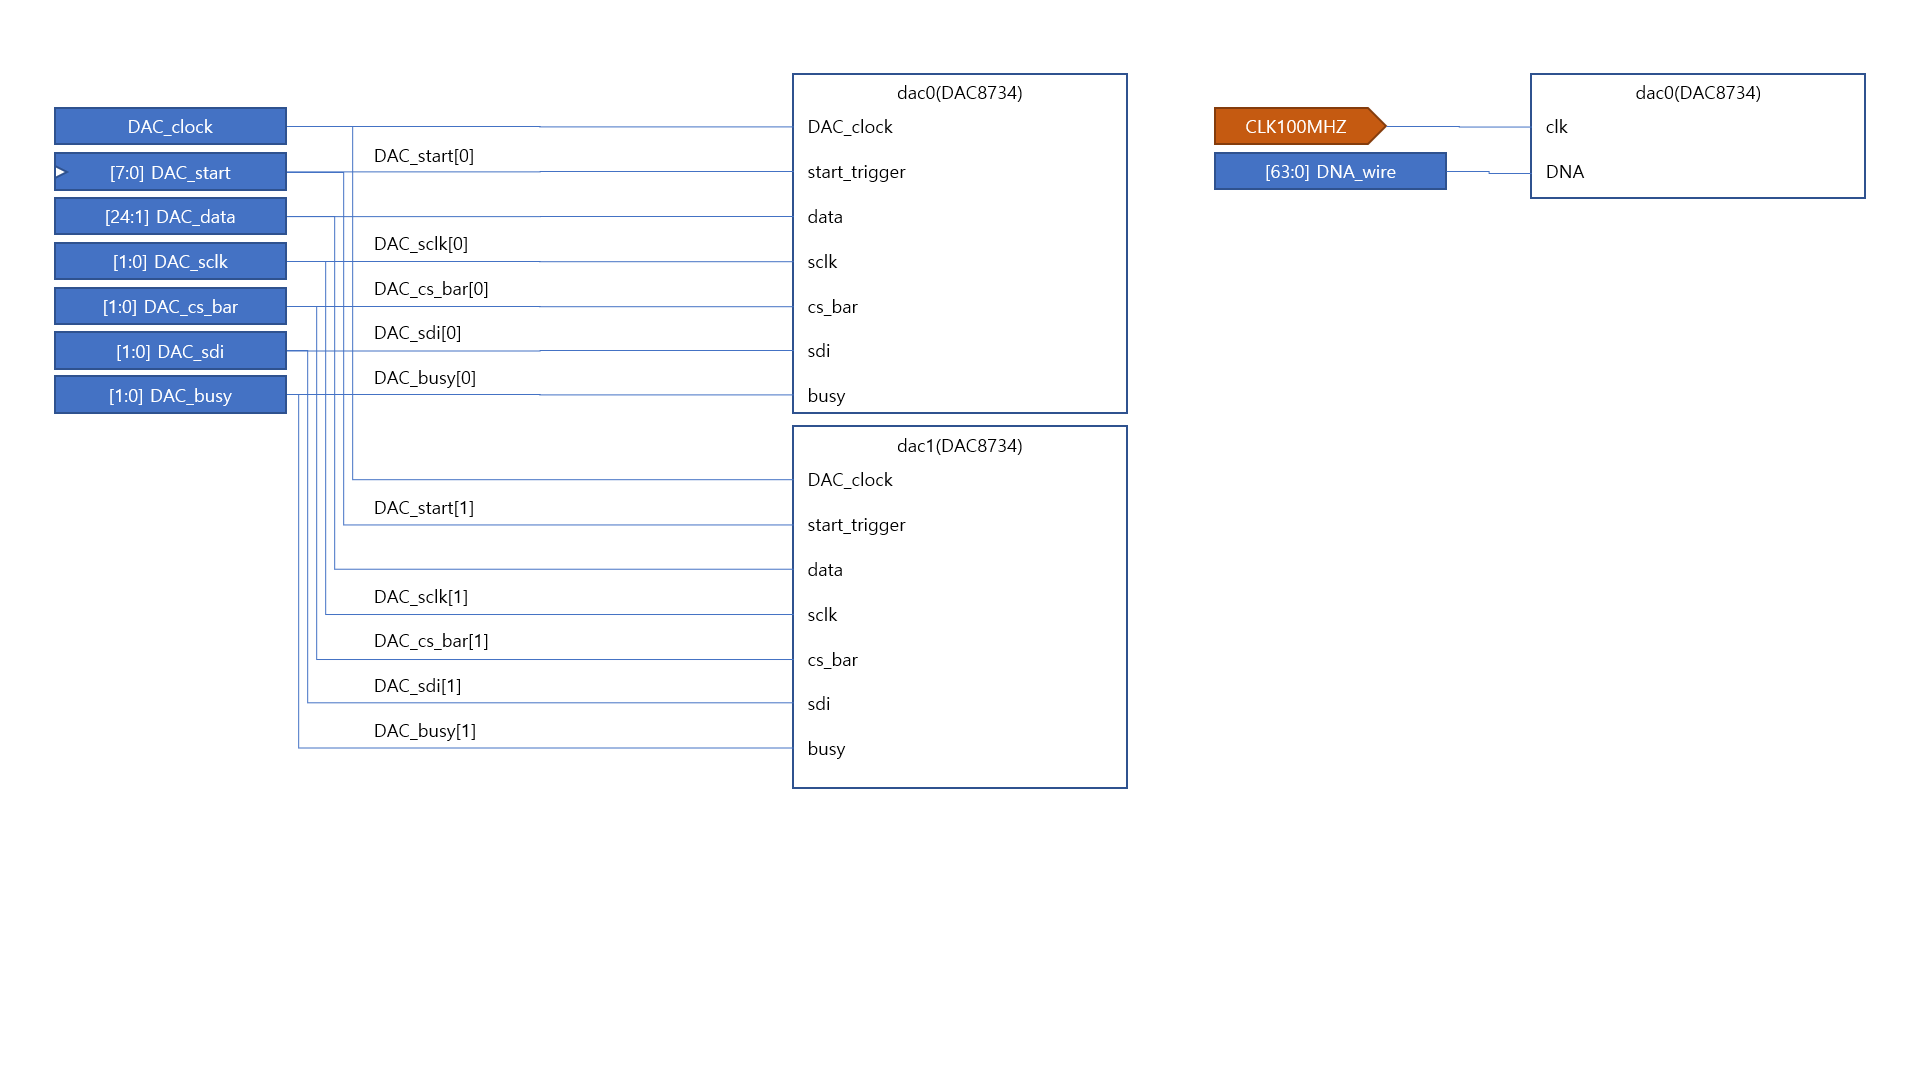 DAC_clock
[7:0] DAC_start
[24:1] DAC_data
[1:0] DAC_sclk
[1:0] DAC_cs_bar
[1:0] DAC_sdi
[1:0] DAC_busy
DAC_start[0]
DAC_sclk[0]
DAC_cs_bar[0]
DAC_sdi[0]
DAC_busy[0]
DAC_start[1]
DAC_sclk[1]
DAC_cs_bar[1]
DAC_sdi[1]
DAC_busy[1]
dac0(DAC8734)
DAC_clock
start_trigger
data
sclk
cs_bar
sdi
busy
dac1(DAC8734)
DAC_clock
start_trigger
data
sclk
cs_bar
sdi
busy
CLK100MHZ
[63:0] DNA_wire
dac0(DAC8734)
clk
DNA